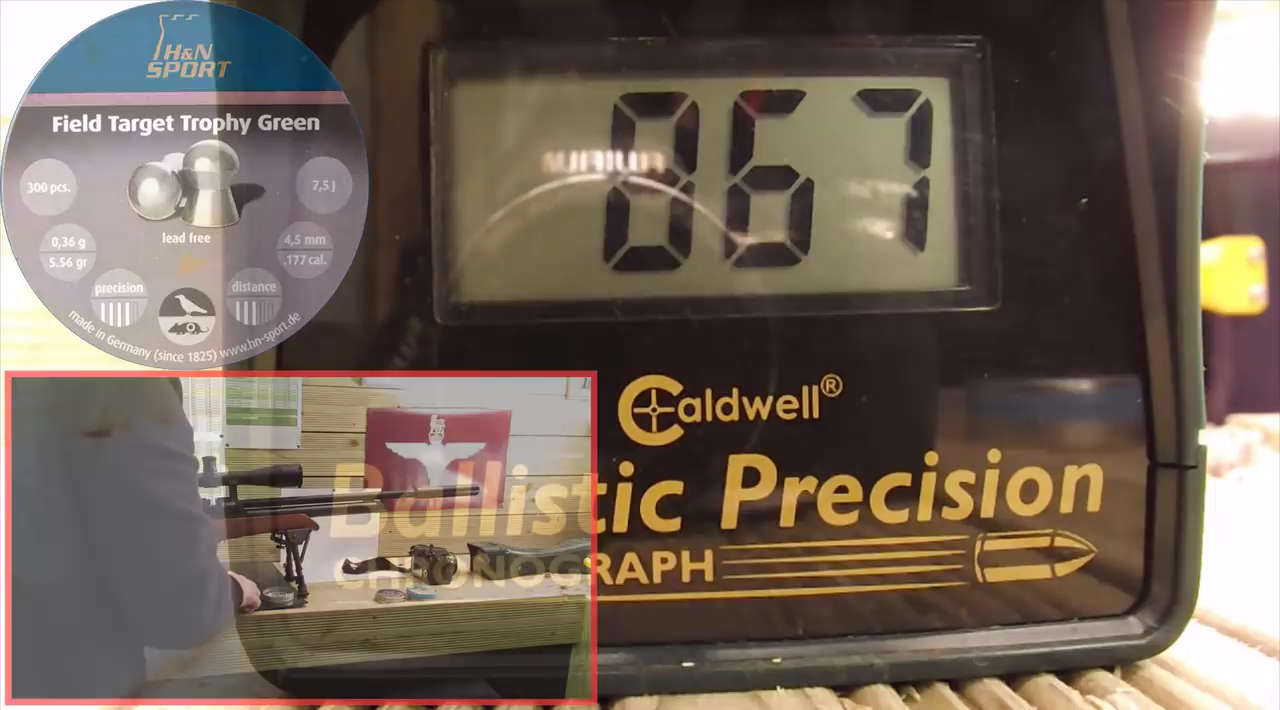 H&N
SPORT
Field Target Trophy Green
300 pcs.
7,5 J
lead free
0,36 g
5.56 gr
4,5 mm
.177 cal.
precision
distance
made in Germany (since 1825) www.hn-sport.de
867
Caldwell®
Ballistic Precision
CHRONOGRAPH